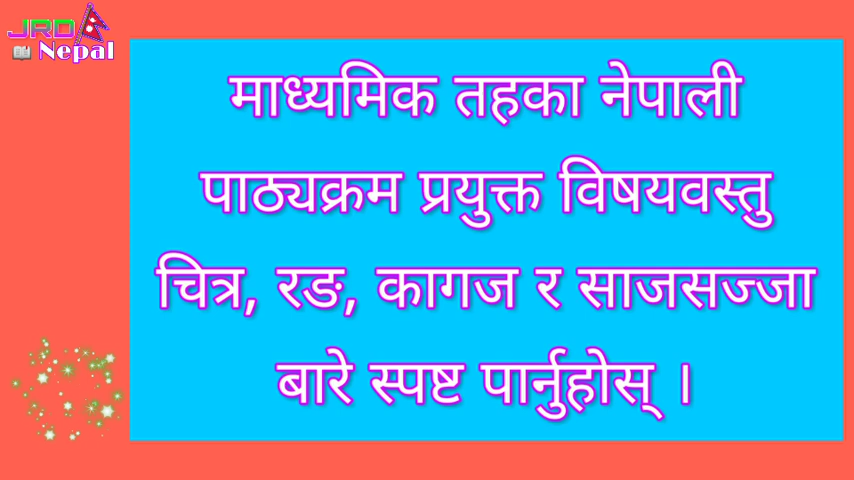 JRD
Nepal
माध्यमिक तहका नेपाली
पाठ्यक्रम प्रयुक्त विषयवस्तु
चित्र, रङ, कागज र साजसज्जा
बारे स्पष्ट पार्नुहोस् ।